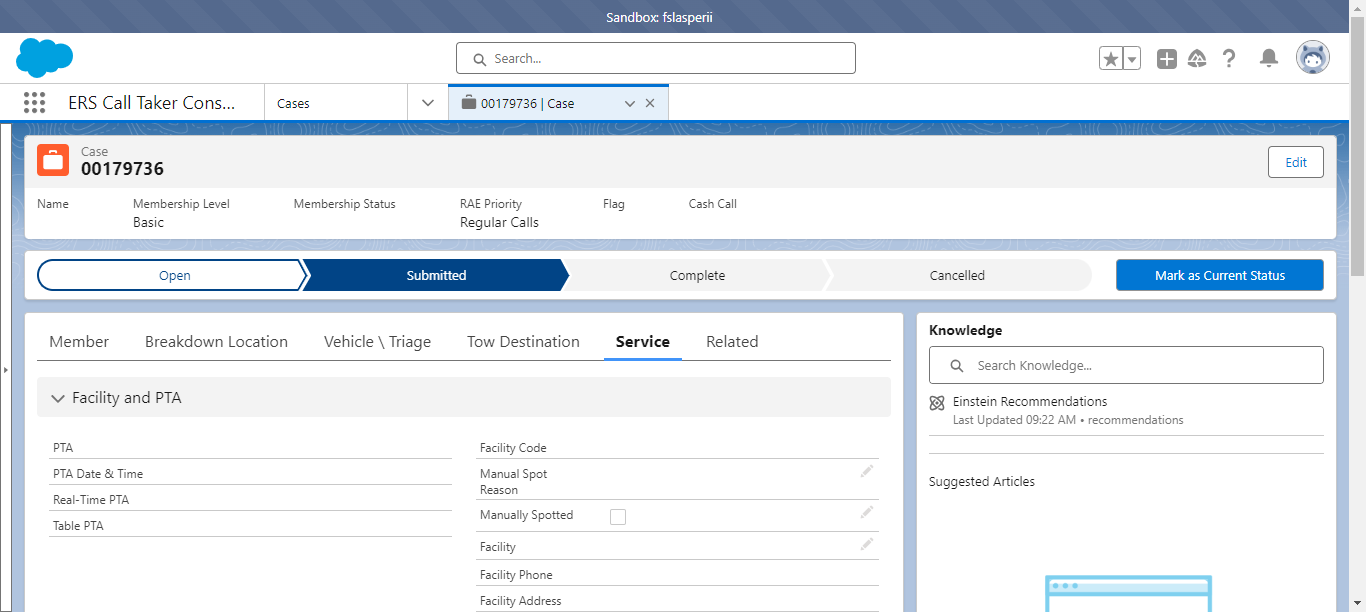 Sandbox: fslasperii
Search...
ERS Call Taker Cons...
Cases
00179736 | Case
Case
00179736
Edit
Name
Membership Level
Membership Status
RAE Priority
Flag
Cash Call
Basic
Regular Calls
Open
Submitted
Complete
Cancelled
Mark as Current Status
Member
Breakdown Location
Vehicle \ Triage
Tow Destination
Service
Related
Facility and PTA
PTA
PTA Date & Time
Real-Time PTA
Table PTA
Facility Code
Manual Spot
Reason
Manually Spotted
Facility
Facility Phone
Facility Address
Knowledge
Search Knowledge...
Einstein Recommendations
Last Updated 09:22 AM • recommendations
Suggested Articles